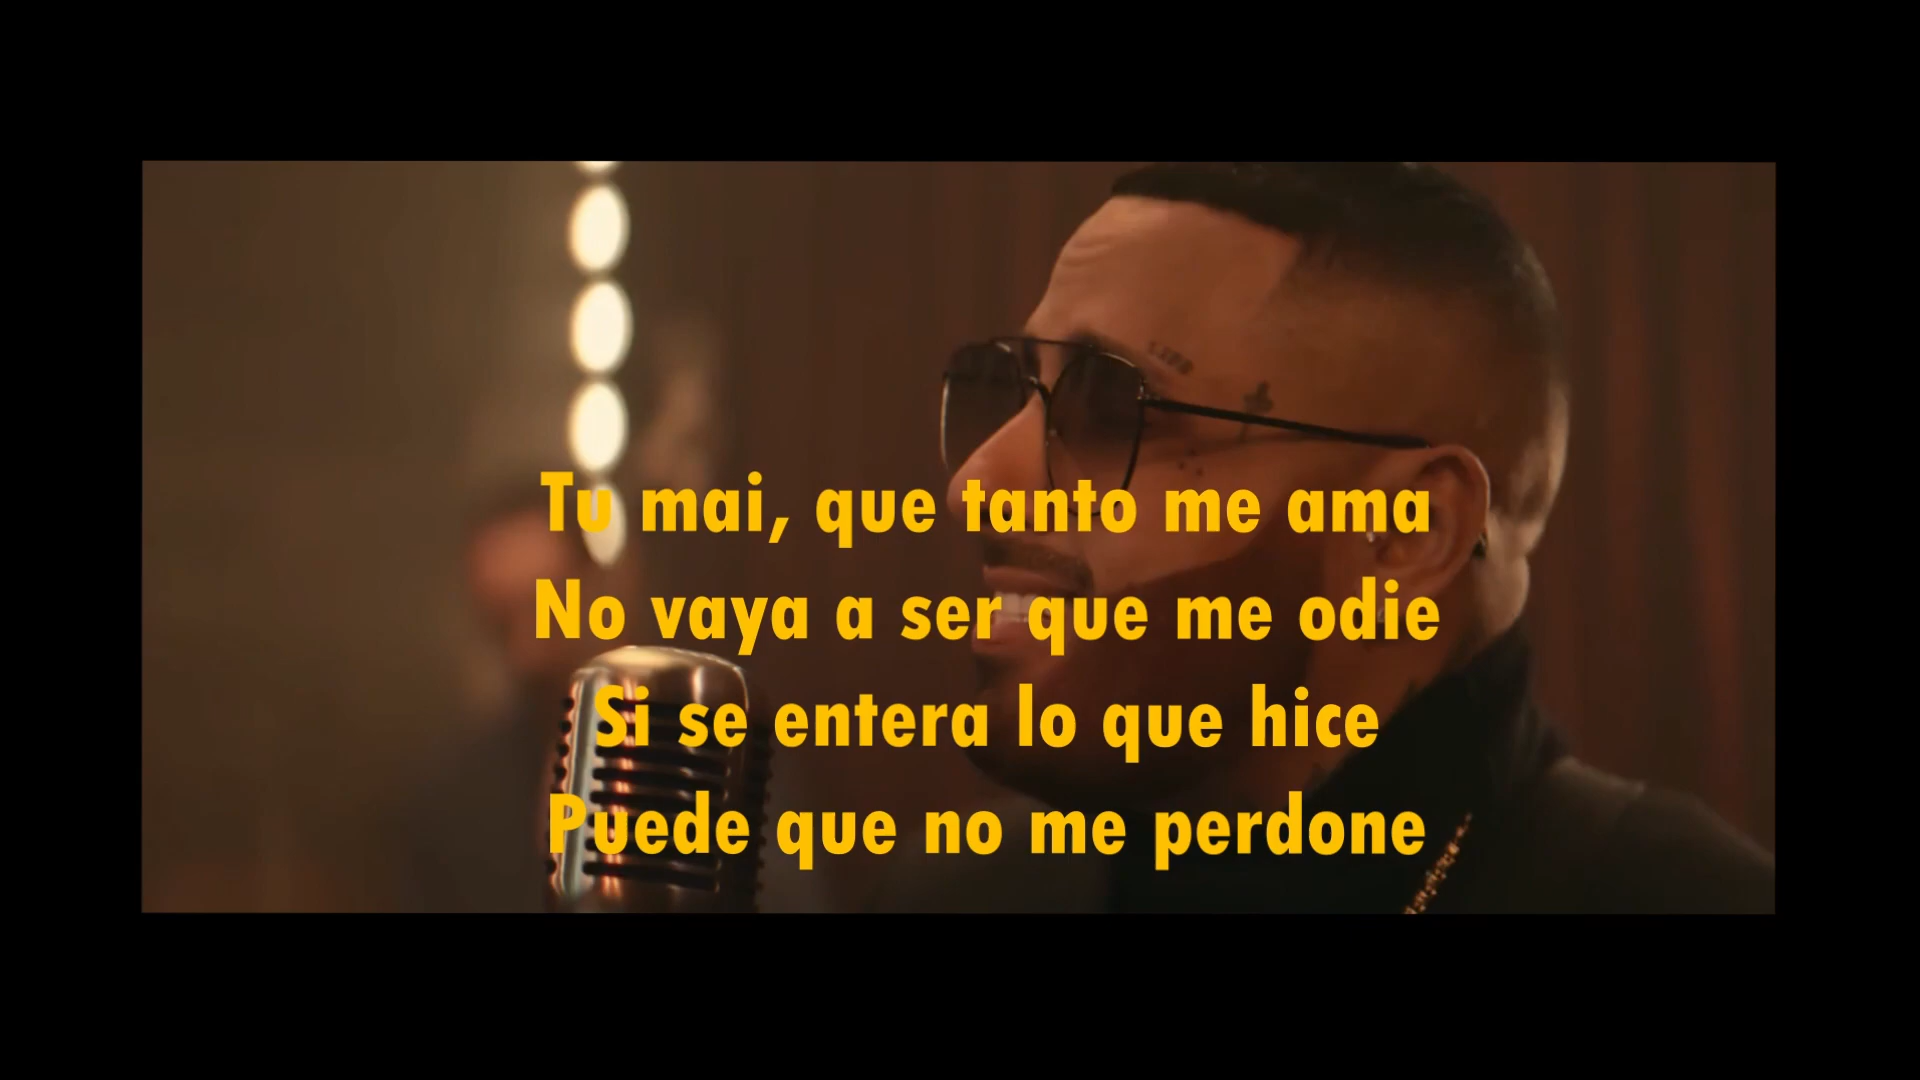 Tu mai, que tanto me ama
No vaya a ser que me odie
Si se entera lo que hice
Puede que no me perdone